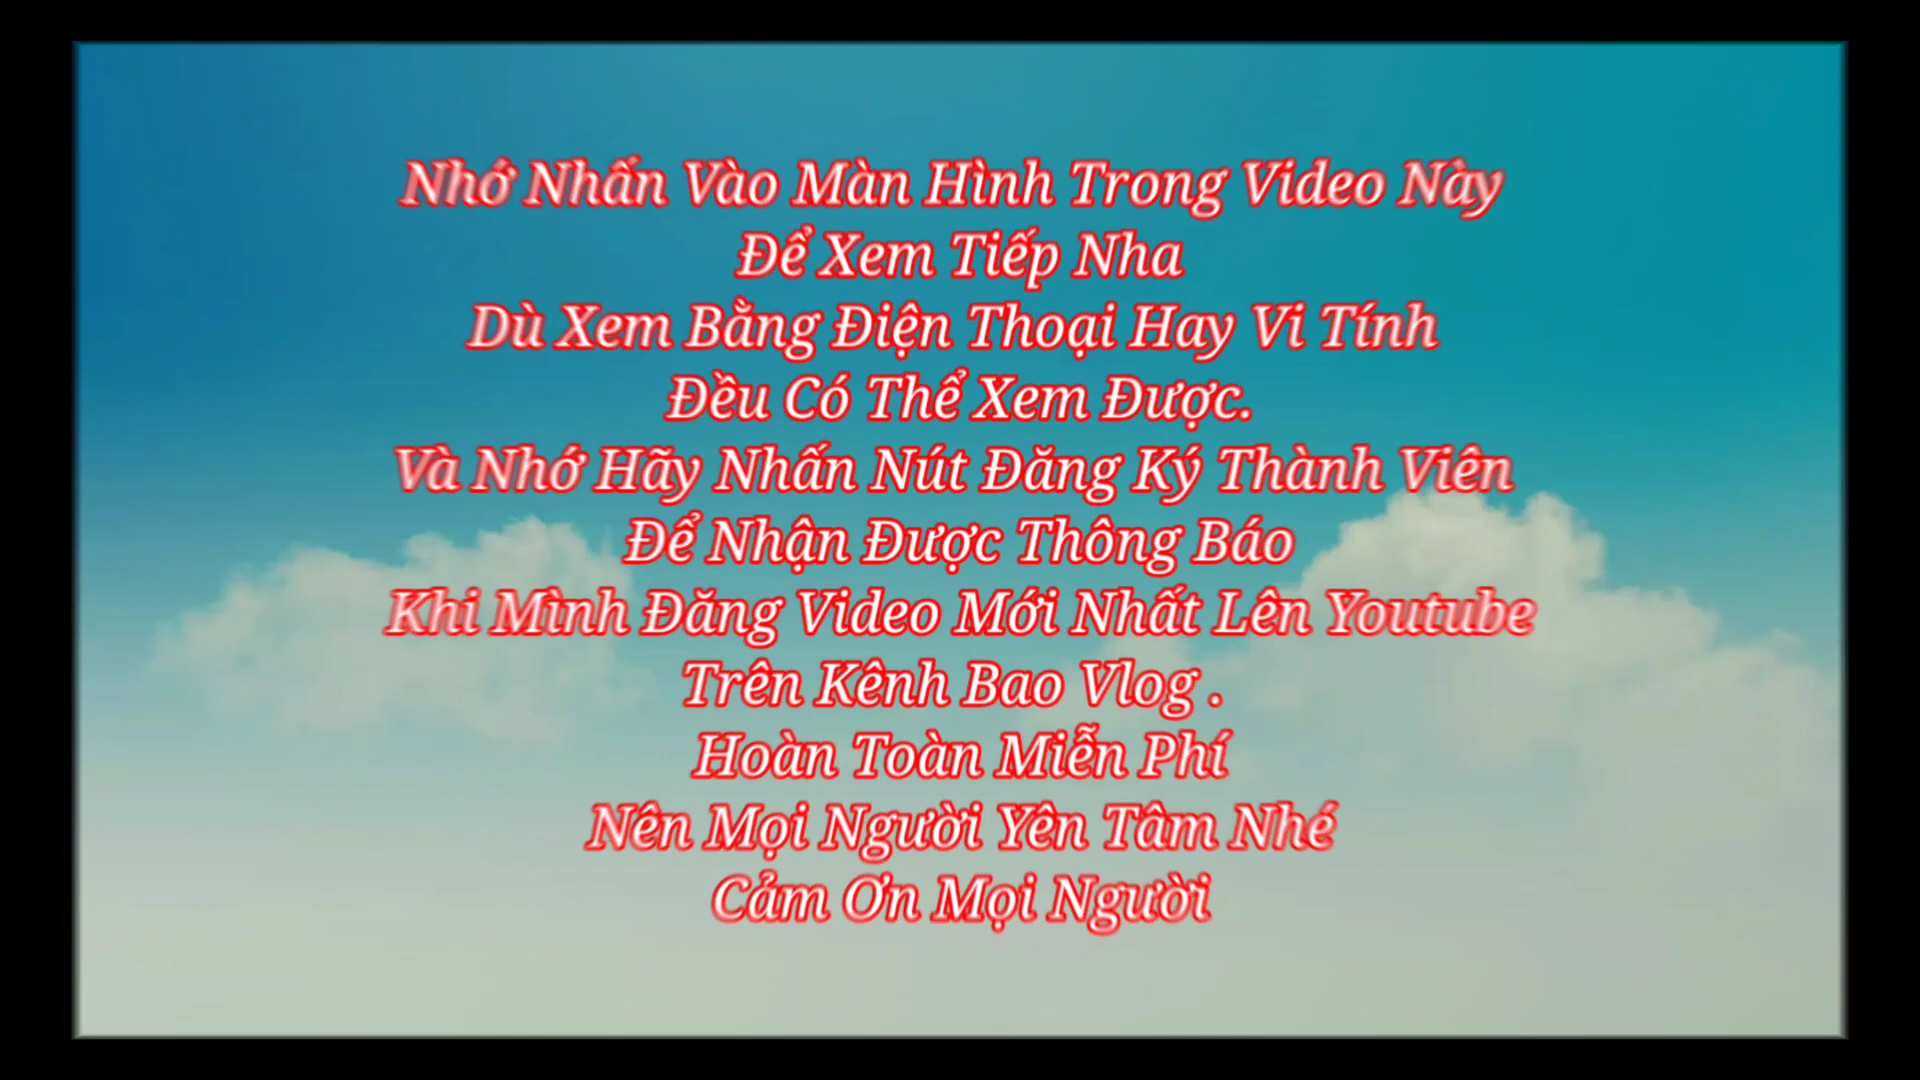 Nhớ Nhấn Vào Màn Hình Trong Video Này
Để Xem Tiếp Nha
Dù Xem Bằng Điện Thoại Hay Vi Tính
Đều Có Thể Xem Được.
Và Nhớ Hãy Nhấn Nút Đăng Ký Thành Viên
Để Nhận Được Thông Báo
Khi Mình Đăng Video Mới Nhất Lên Youtube
Trên Kênh Bao Vlog .
Hoàn Toàn Miễn Phí
Nên Mọi Người Yên Tâm Nhé
Cảm Ơn Mọi Người